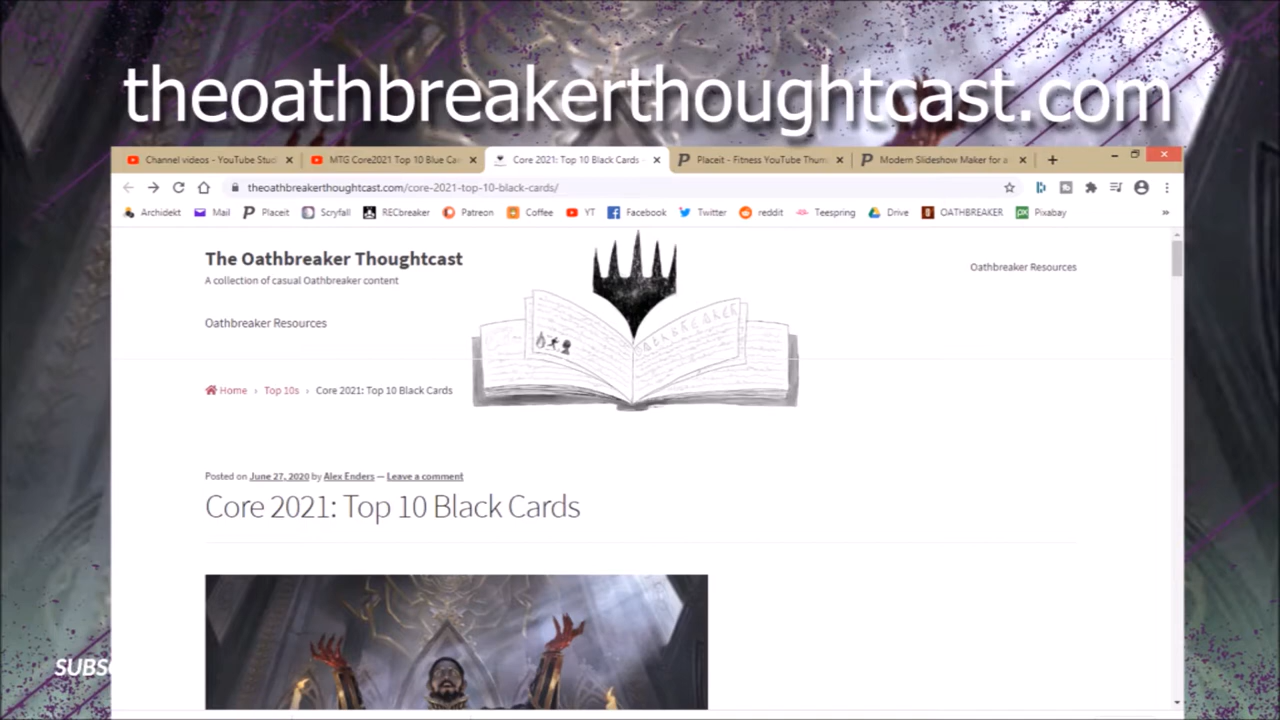 theoathbreakerthoughtcast.com
Channel videos - YouTube Stud
MTG Core2021 Top 10 Blue Ca
Core 2021: Top 10 Black Cards -
Placeit - Fitness YouTube Thum
Modern Slideshow Maker for a
theoathbreakerthoughtcast.com/core-2021-top-10-black-cards/
Archidekt Mail Placeit Scryfall RECbreaker Patreon Coffee YT Facebook Twitter reddit Teespring Drive OATHBREAKER Pixabay »
The Oathbreaker Thoughtcast
A collection of casual Oathbreaker content
Oathbreaker Resources
OATHBREAKER
Oathbreaker Resources
Home › Top 10s › Core 2021: Top 10 Black Cards
Posted on June 27, 2020 by Alex Enders — Leave a comment
Core 2021: Top 10 Black Cards
SUBSC